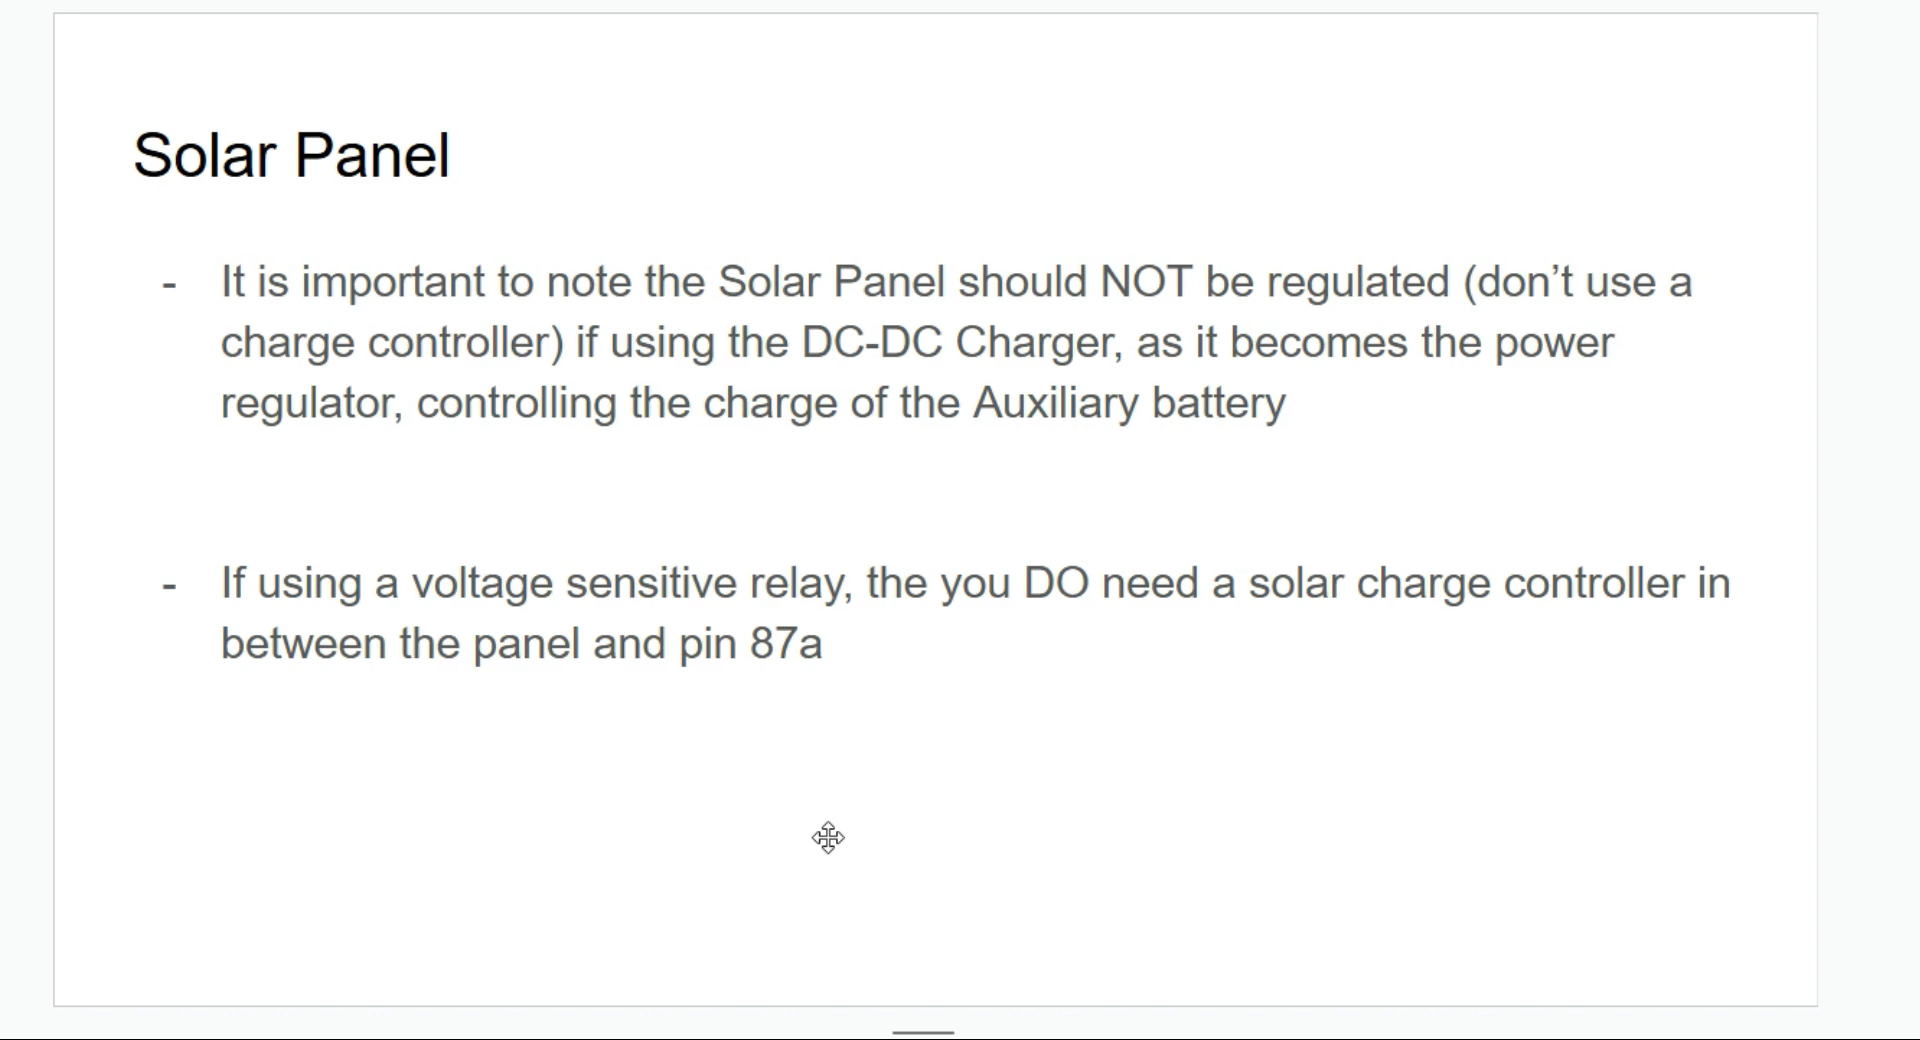 Solar Panel
- It is important to note the Solar Panel should NOT be regulated (don’t use a
charge controller) if using the DC-DC Charger, as it becomes the power
regulator, controlling the charge of the Auxiliary battery
- If using a voltage sensitive relay, the you DO need a solar charge controller in
between the panel and pin 87a